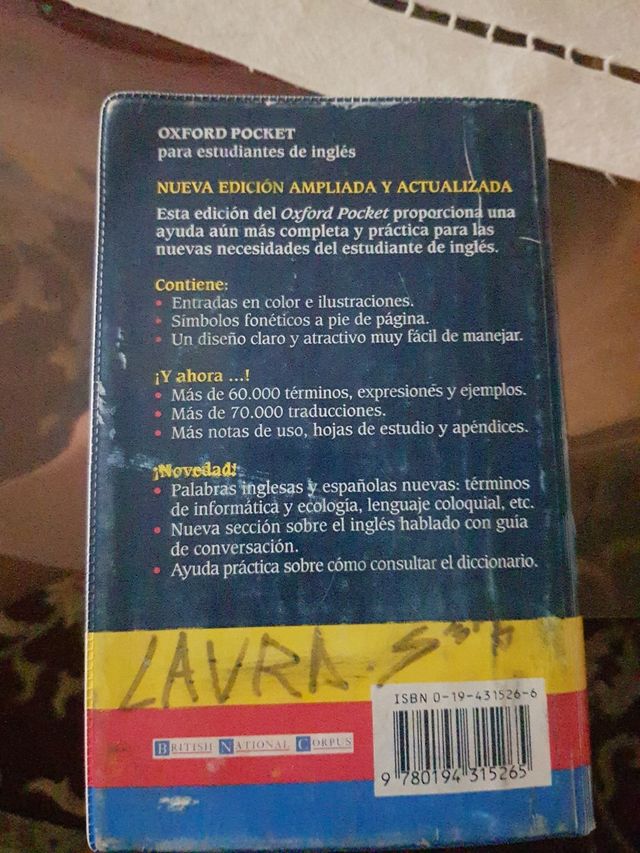 OXFORD POCKET
para estudiantes de inglés
NUEVA EDICIÓN AMPLIADA Y ACTUALIZADA
Esta edición del Oxford Pocket proporciona una
ayuda aún más completa y práctica para las
nuevas necesidades del estudiante de inglés.
Contiene:
• Entradas en color e ilustraciones.
• Símbolos fonéticos a pie de página.
• Un diseño claro y atractivo muy fácil de manejar.
¡Y ahora ...!
• Más de 60.000 términos, expresiones y ejemplos.
• Más de 70.000 traducciones.
• Más notas de uso, hojas de estudio y apéndices.
¡Novedad!
• Palabras inglesas y españolas nuevas: términos
de informática y ecología, lenguaje coloquial, etc.
• Nueva sección sobre el inglés hablado con guía
de conversación.
• Ayuda práctica sobre cómo consultar el diccionario.
LAURA.
ISBN 0-19-431526-6
BRITISH NATIONAL CORPUS
9 780194 315265